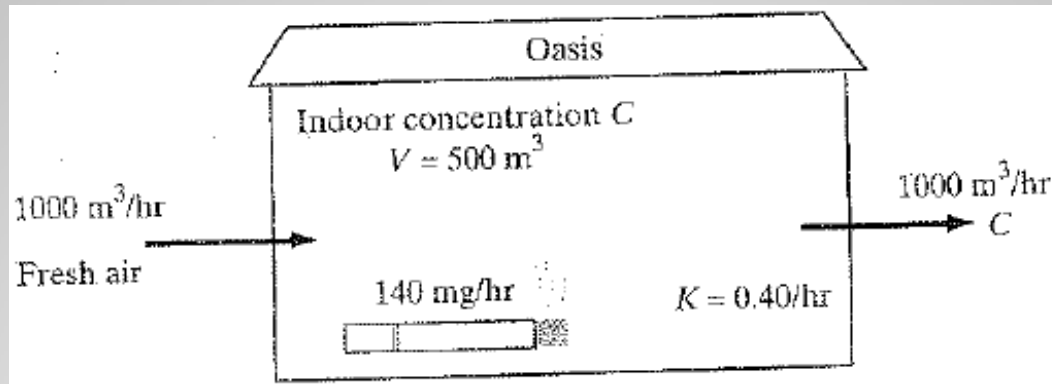 Oasis
Indoor concentration C
V = 500 m³
1000 m³/hr
Fresh air
140 mg/hr
K = 0.40/hr
1000 m³/hr
C